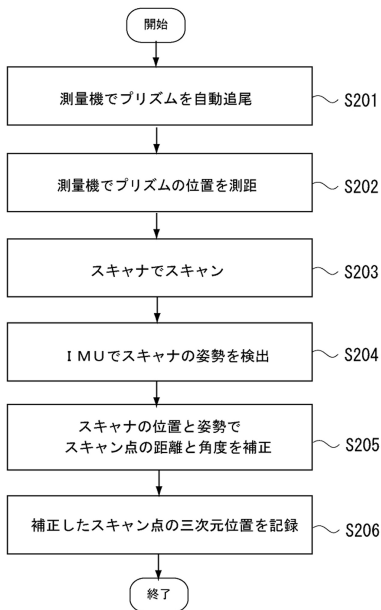 開始
測量機でプリズムを自動追尾
S201
測量機でプリズムの位置を測距
S202
スキャナでスキャン
S203
IMUでスキャナの姿勢を検出
S204
スキャナの位置と姿勢で
スキャン点の距離と角度を補正
S205
補正したスキャン点の三次元位置を記録
S206
終了